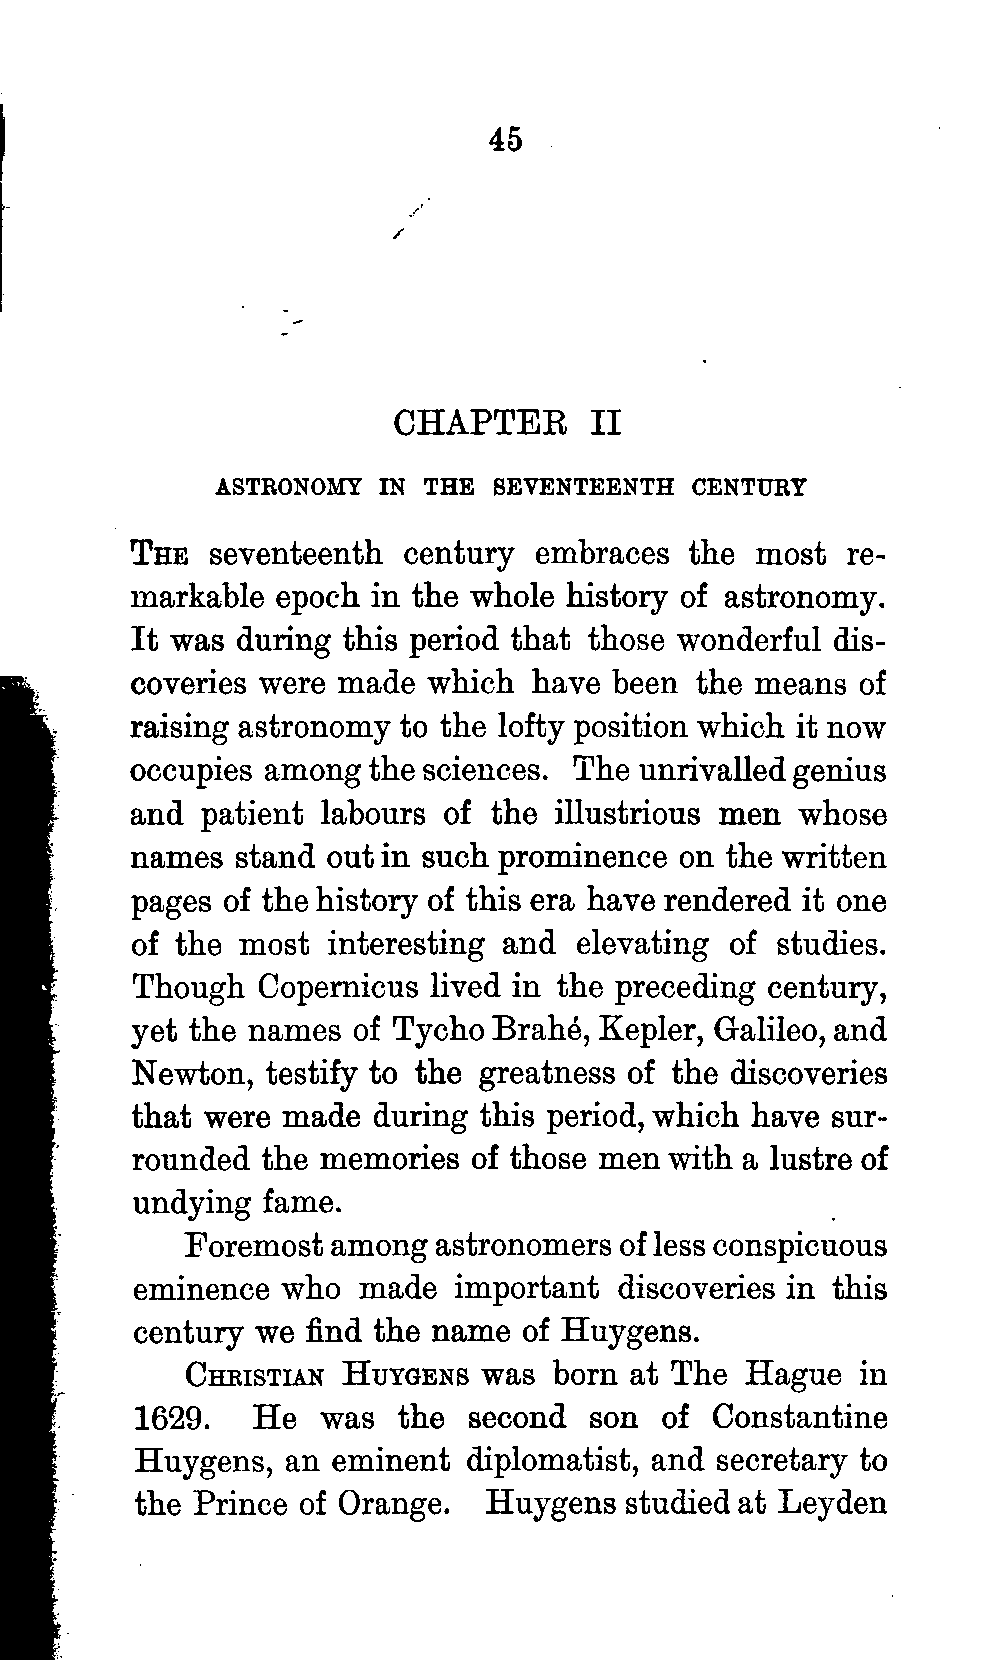 45
CHAPTER II
ASTRONOMY IN THE SEVENTEENTH CENTURY
THE seventeenth century embraces the most re-
markable epoch in the whole history of astronomy.
It was during this period that those wonderful dis-
coveries were made which have been the means of
raising astronomy to the lofty position which it now
occupies among the sciences. The unrivalled genius
and patient labours of the illustrious men whose
names stand out in such prominence on the written
pages of the history of this era have rendered it one
of the most interesting and elevating of studies.
Though Copernicus lived in the preceding century,
yet the names of Tycho Brahé, Kepler, Galileo, and
Newton, testify to the greatness of the discoveries
that were made during this period, which have sur-
rounded the memories of those men with a lustre of
undying fame.
Foremost among astronomers of less conspicuous
eminence who made important discoveries in this
century we find the name of Huygens.
CHRISTIAN HUYGENS was born at The Hague in
1629. He was the second son of Constantine
Huygens, an eminent diplomatist, and secretary to
the Prince of Orange. Huygens studied at Leyden